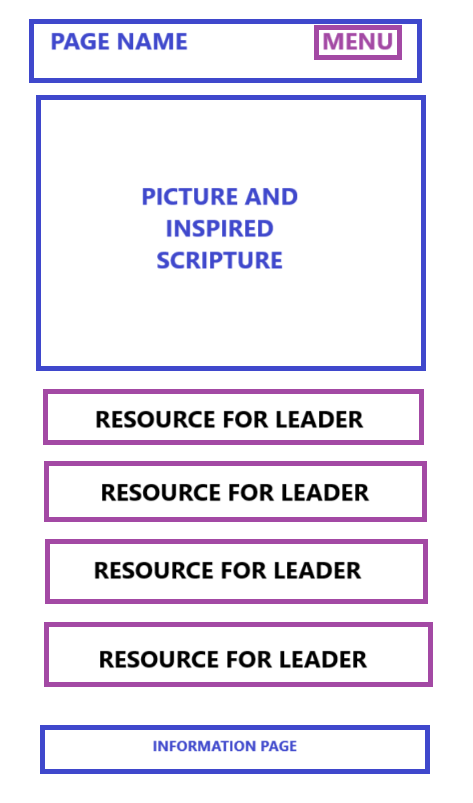 PAGE NAME
MENU
PICTURE AND
INSPIRED
SCRIPTURE
RESOURCE FOR LEADER
RESOURCE FOR LEADER
RESOURCE FOR LEADER
RESOURCE FOR LEADER
INFORMATION PAGE